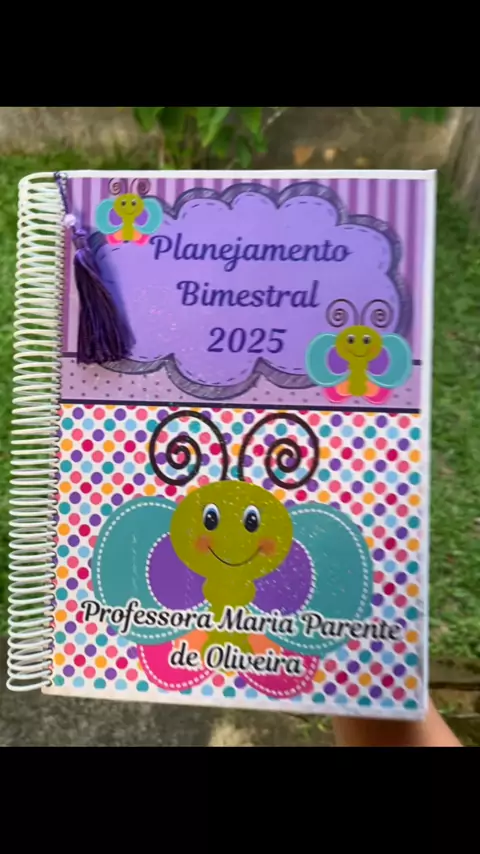 Planejamento
Bimestral
2025
Professora Maria Parente
de Oliveira